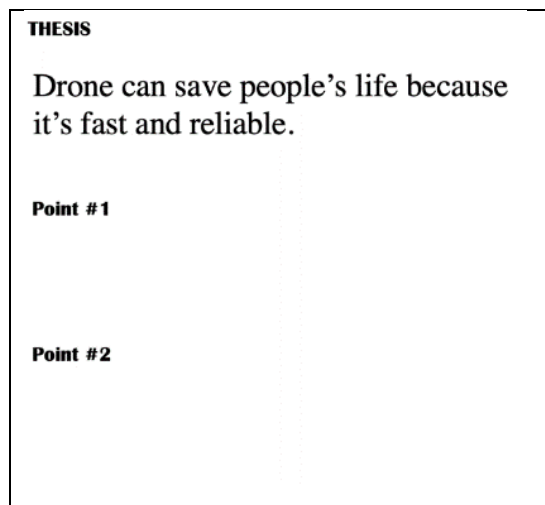 THESIS
Drone can save people’s life because
it’s fast and reliable.
Point #1
Point #2